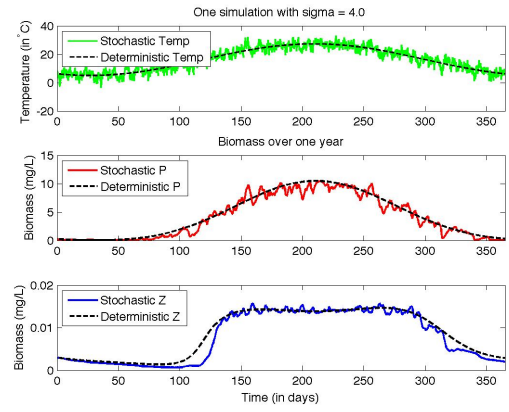 One simulation with sigma = 4.0
Temperature (in°C)
40
20
0
-20
Stochastic Temp
Deterministic Temp
0 50 100 150 200 250 300 350
Biomass over one year
Biomass (mg/L)
15
10
5
0
Stochastic P
Deterministic P
0 50 100 150 200 250 300 350
Biomass (mg/L)
0.02
0.01
0
Stochastic Z
Deterministic Z
0 50 100 150 200 250 300 350
Time (in days)